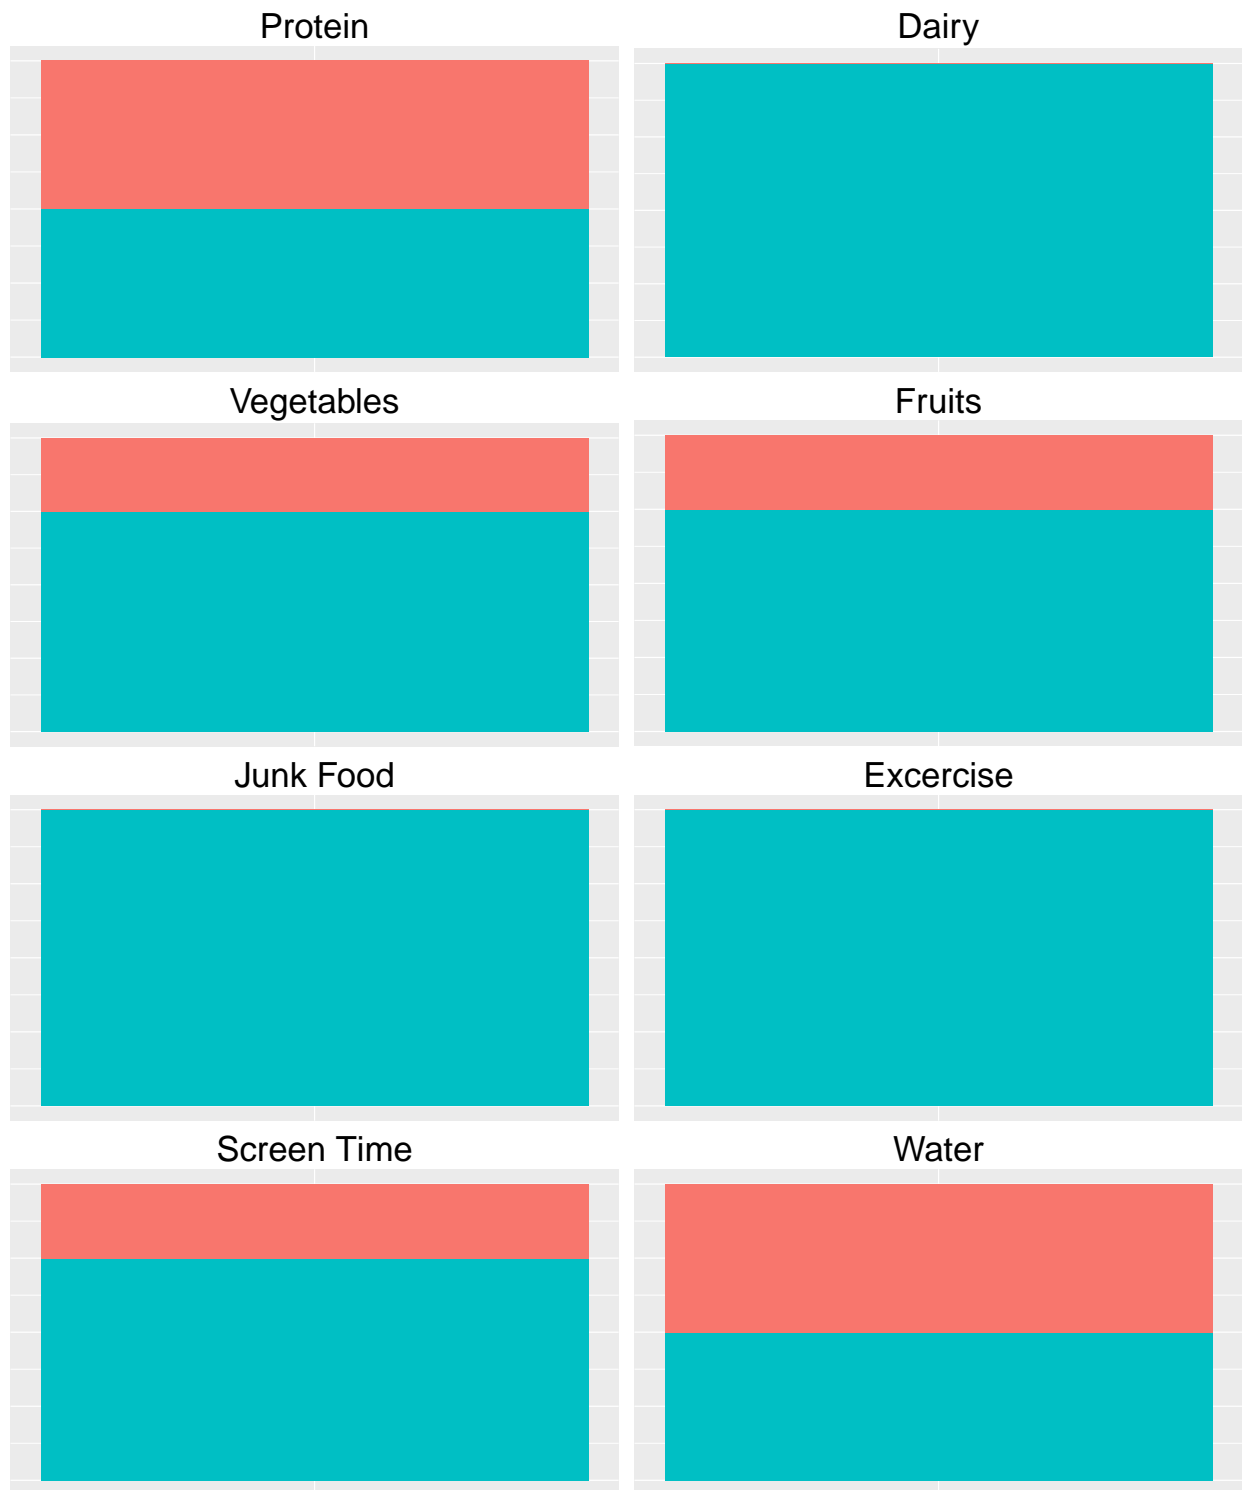 Protein
Dairy
Vegetables
Fruits
Junk Food
Excercise
Screen Time
Water